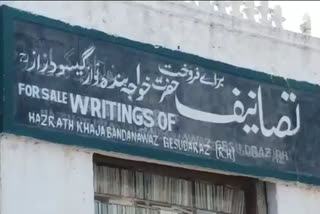 برائے فروخت
تصانیف حضرت خواجہ بندہ نواز گیسو دراز
FOR SALE WRITINGS OF
HAZRATH KHAJA BANDANAWAZ GESUDARAZ (R.H)